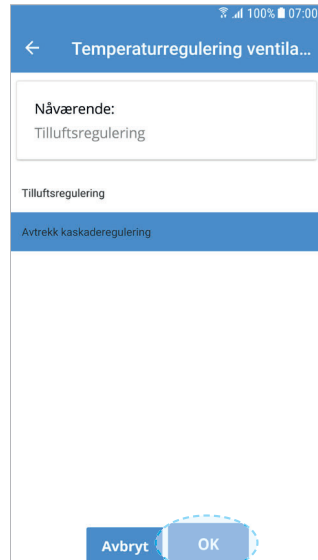 100% 07:00
Temperaturregulering ventila...
Nåværende:
Tilluftsregulering
Tilluftsregulering
Avtrekk kaskaderegulering
Avbryt OK